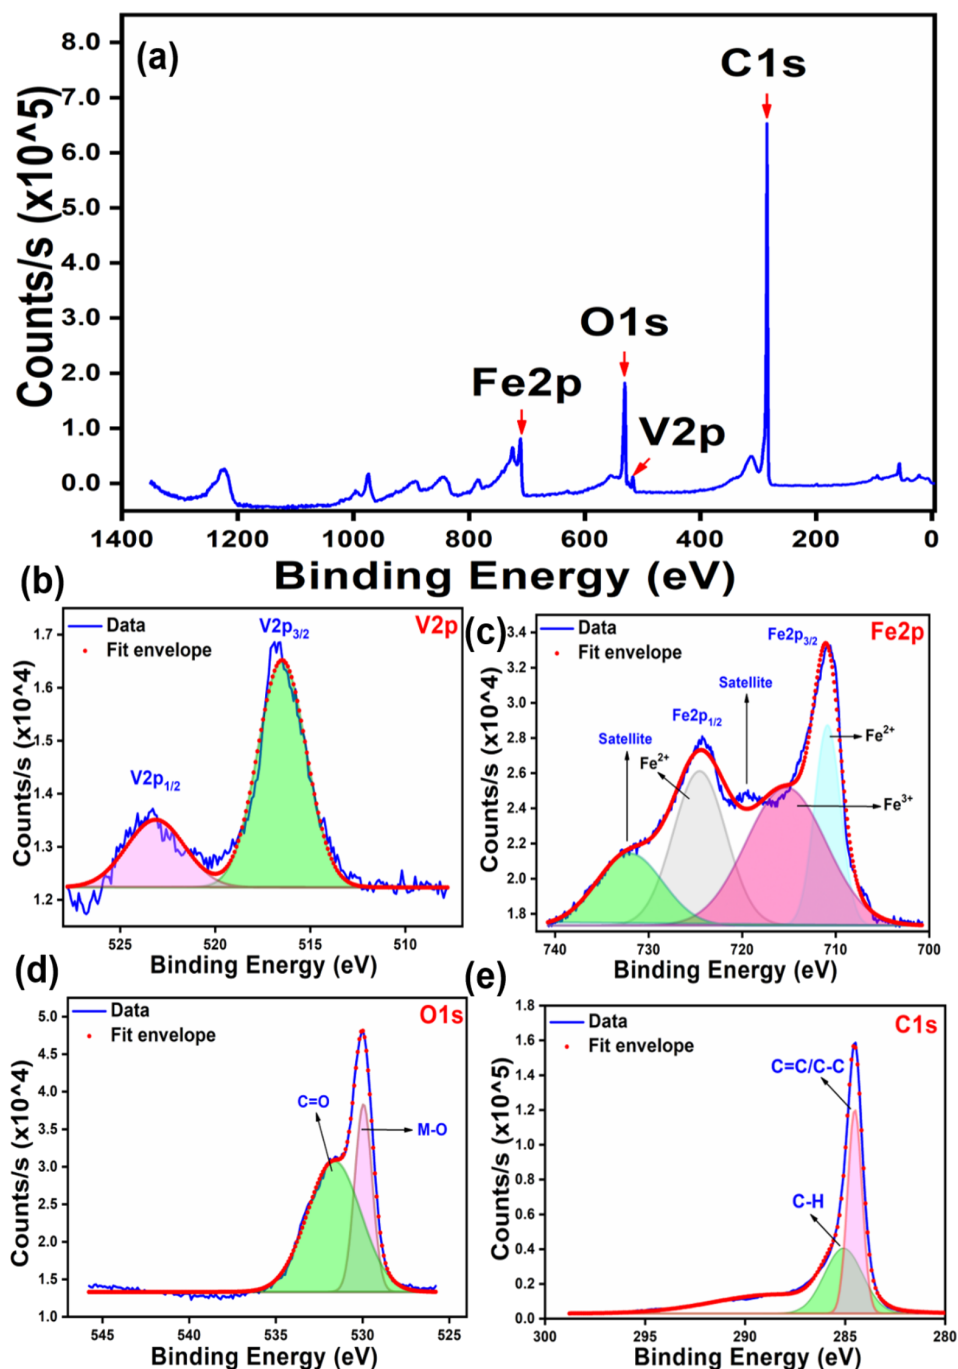 (a)
8.0
7.0
6.0
5.0
4.0
3.0
2.0
1.0
0.0
Counts/s (x10^5)
C1s
O1s
Fe2p
V2p
1400 1200 1000 800 600 400 200 0
Binding Energy (eV)
(b)
Data
Fit envelope
V2p
V2p3/2
V2p1/2
1.7
1.6
1.5
1.4
1.3
1.2
Counts/s (x10^4)
525 520 515 510
Binding Energy (eV)
(c)
Data
Fit envelope
Fe2p
Fe2p3/2
Satellite
Fe2p1/2
Satellite
Fe2+
Fe2+
Fe3+
3.4
3.2
3.0
2.8
2.6
2.4
2.2
2.0
1.8
Counts/s (x10^4)
740 730 720 710 700
Binding Energy (eV)
(d)
Data
Fit envelope
O1s
C=O
M-O
5.0
4.5
4.0
3.5
3.0
2.5
2.0
1.5
1.0
Counts/s (x10^4)
545 540 535 530 525
Binding Energy (eV)
(e)
Data
Fit envelope
C1s
C=C/C-C
C-H
1.8
1.6
1.4
1.2
1.0
0.8
0.6
0.4
0.2
0.0
Counts/s (x10^5)
300 295 290 285 280
Binding Energy (eV)